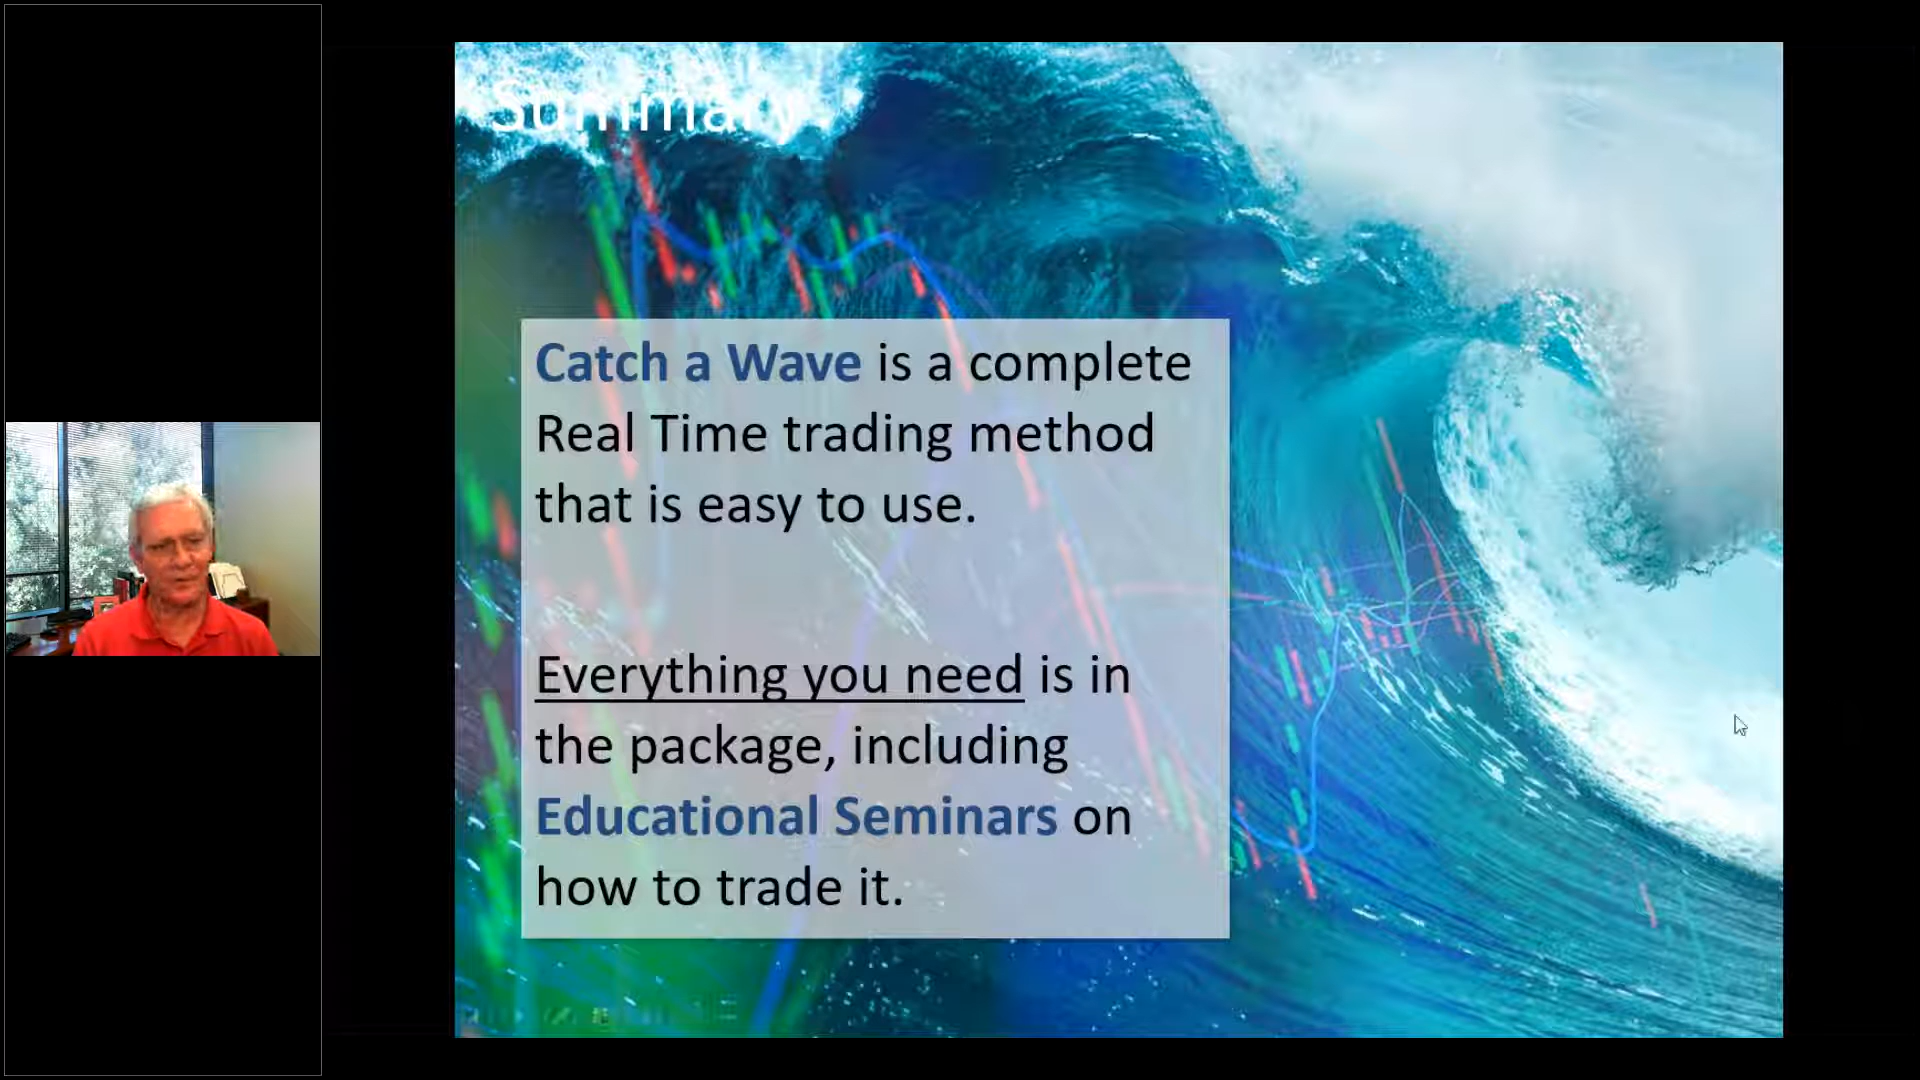 Summary:
Catch a Wave is a complete
Real Time trading method
that is easy to use.
Everything you need is in
the package, including
Educational Seminars on
how to trade it.